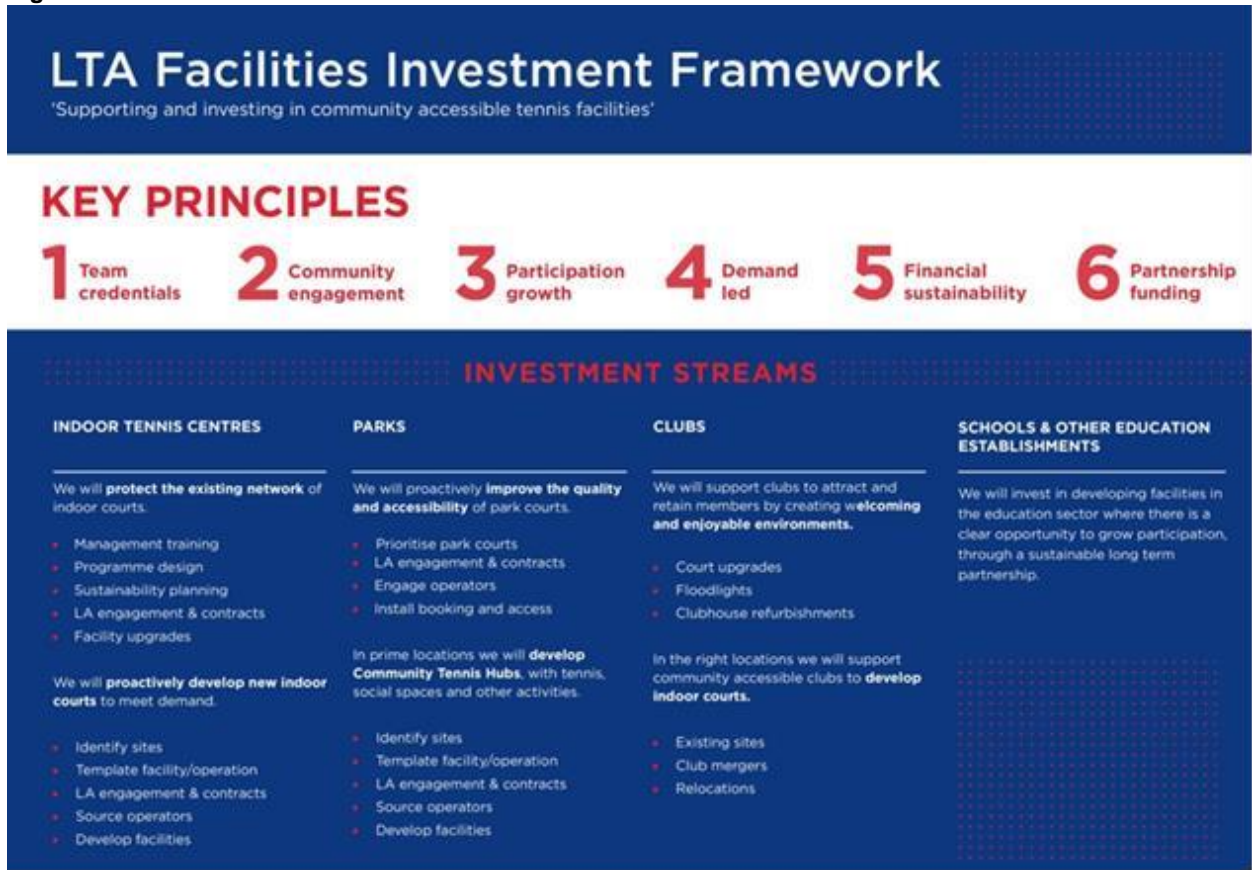 LTA Facilities Investment Framework
'Supporting and investing in community accessible tennis facilities'
KEY PRINCIPLES
1 Team
credentials
2 Community
engagement
3 Participation
growth
4 Demand
led
5 Financial
sustainability
6 Partnership
funding
INVESTMENT STREAMS
INDOOR TENNIS CENTRES
We will protect the existing network of
indoor courts.
Management training
Programme design
Sustainability planning
LA engagement & contracts
Facility upgrades
We will proactively develop new indoor
courts to meet demand.
Identify sites
Template facility/operation
LA engagement & contracts
Source operators
Develop facilities
PARKS
We will proactively improve the quality
and accessibility of park courts.
Prioritise park courts
LA engagement & contracts
Engage operators
Install booking and access
In prime locations we will develop
Community Tennis Hubs, with tennis,
social spaces and other activities.
Identify sites
Template facility/operation
LA engagement & contracts
Source operators
Develop facilities
CLUBS
We will support clubs to attract and
retain members by creating welcoming
and enjoyable environments.
Court upgrades
Floodlights
Clubhouse refurbishments
In the right locations we will support
community accessible clubs to develop
indoor courts.
Existing sites
Club mergers
Relocations
SCHOOLS & OTHER EDUCATION
ESTABLISHMENTS
We will invest in developing facilities in
the education sector where there is a
clear opportunity to grow participation,
through a sustainable long term
partnership.